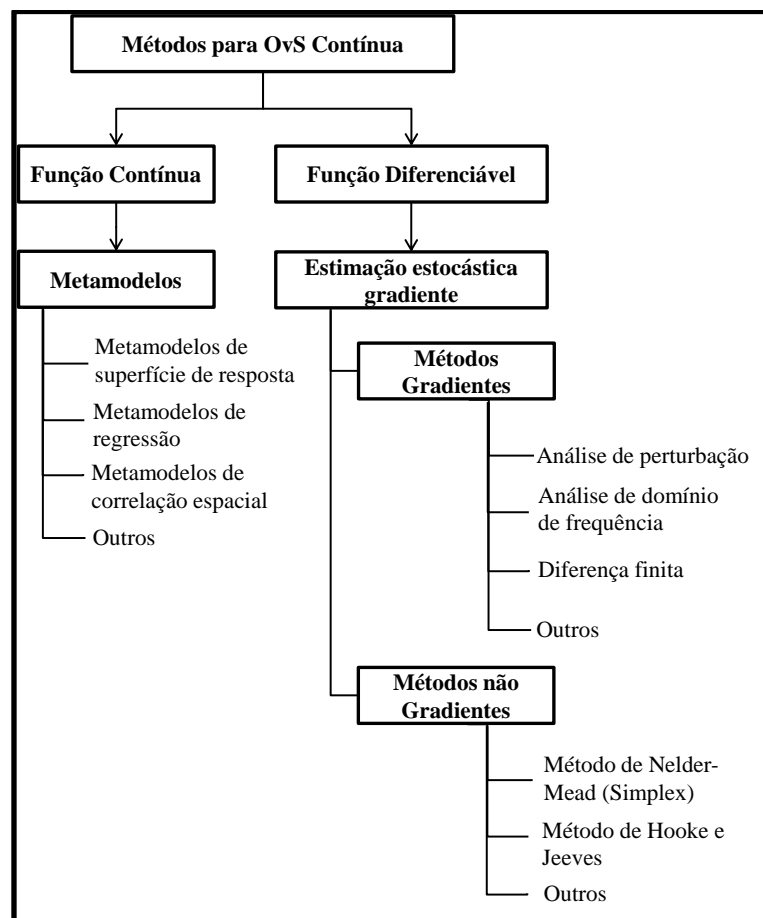 Métodos para OvS Contínua
Função Contínua
Função Diferenciável
Metamodelos
Estimação estocástica
gradiente
Metamodelos de
superfície de resposta
Metamodelos de
regressão
Metamodelos de
correlação espacial
Outros
Métodos
Gradientes
Análise de perturbação
Análise de domínio
de frequência
Diferença finita
Outros
Métodos não
Gradientes
Método de Nelder-
Mead (Simplex)
Método de Hooke e
Jeeves
Outros